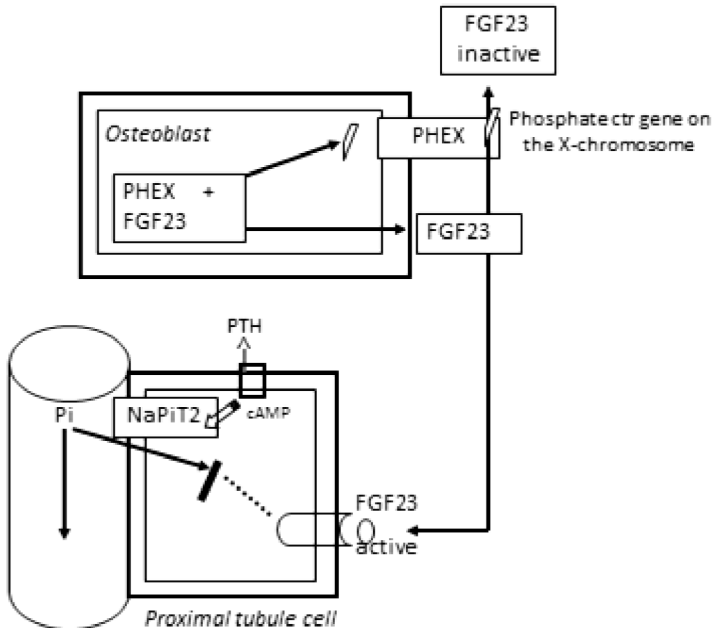 FGF23
inactive
Osteoblast
PHEX
Phosphate ctr gene on
the X-chromosome
PHEX +
FGF23
FGF23
PTH
Pi
NaPiT2
cAMP
FGF23
active
Proximal tubule cell